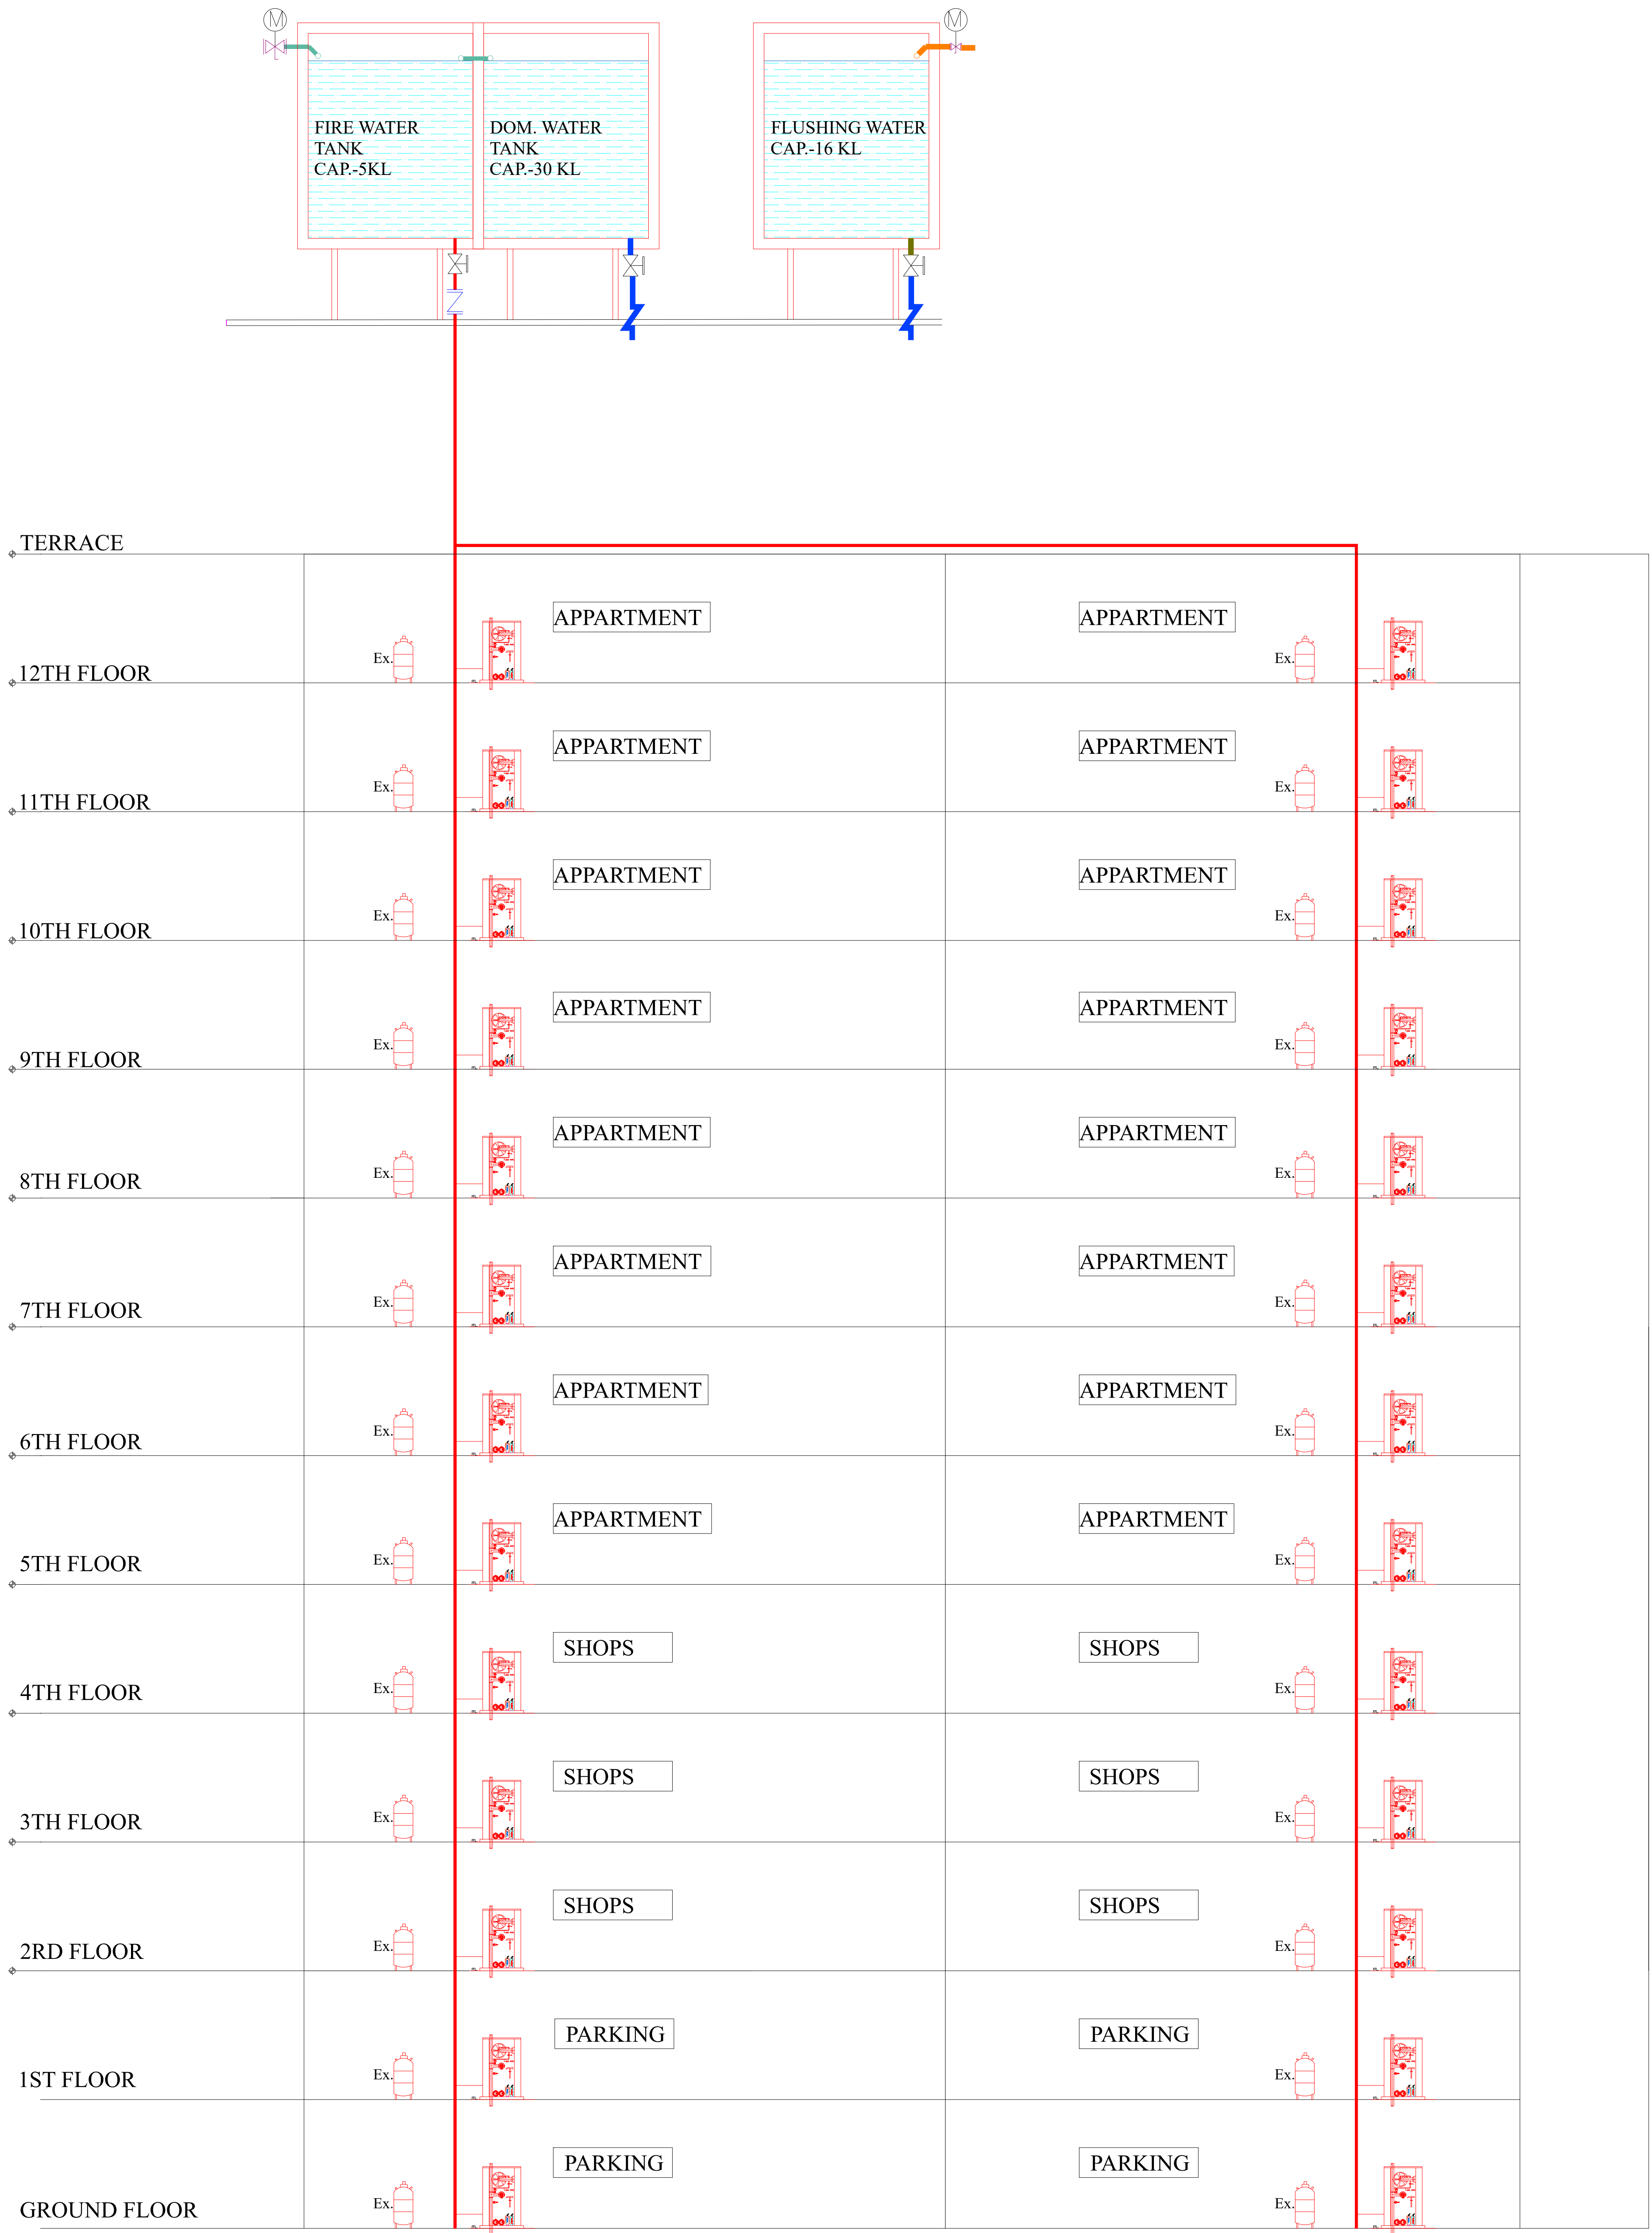 M
M
FIRE WATER
TANK
CAP.-5KL
DOM. WATER
TANK
CAP.-30 KL
FLUSHING WATER
CAP.-16 KL
TERRACE
APPARTMENT
APPARTMENT
Ex.
Ex.
12TH FLOOR
APPARTMENT
APPARTMENT
Ex.
Ex.
11TH FLOOR
APPARTMENT
APPARTMENT
Ex.
Ex.
10TH FLOOR
APPARTMENT
APPARTMENT
Ex.
Ex.
9TH FLOOR
APPARTMENT
APPARTMENT
Ex.
Ex.
8TH FLOOR
APPARTMENT
APPARTMENT
Ex.
Ex.
7TH FLOOR
APPARTMENT
APPARTMENT
Ex.
Ex.
6TH FLOOR
APPARTMENT
APPARTMENT
Ex.
Ex.
5TH FLOOR
SHOPS
SHOPS
Ex.
Ex.
4TH FLOOR
SHOPS
SHOPS
Ex.
Ex.
3TH FLOOR
SHOPS
SHOPS
Ex.
Ex.
2RD FLOOR
PARKING
PARKING
Ex.
Ex.
1ST FLOOR
PARKING
PARKING
Ex.
Ex.
GROUND FLOOR